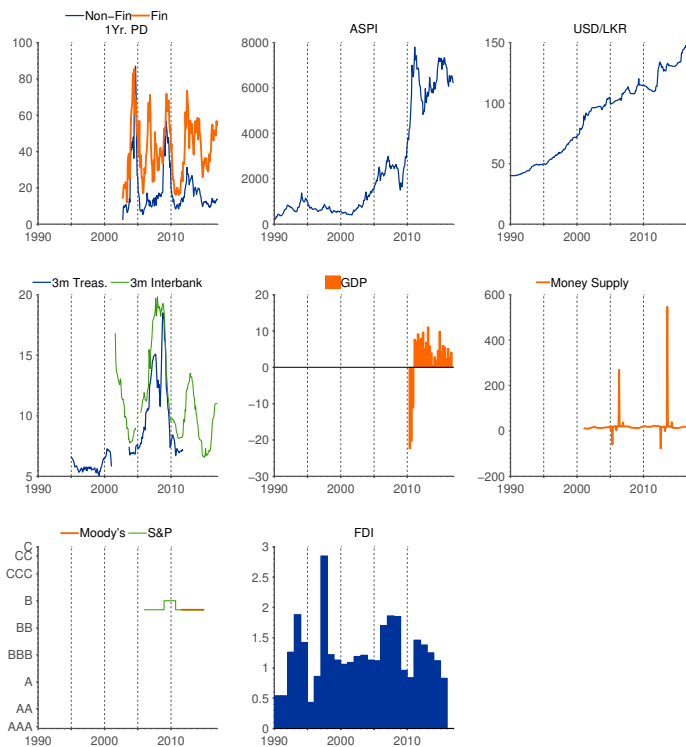 Non−Fin Fin
1Yr. PD
100
80
60
40
20
0
1990 2000 2010
ASPI
8000
6000
4000
2000
0
1990 2000 2010
USD/LKR
150
100
50
0
1990 2000 2010
3m Treas. 3m Interbank
20
15
10
5
1990 2000 2010
GDP
20
10
0
−10
−20
−30
1990 2000 2010
Money Supply
600
400
200
0
−200
1990 2000 2010
Moody's S&P
C
CC
CCC
B
BB
BBB
A
AA
AAA
1990 2000 2010
FDI
3
2.5
2
1.5
1
0.5
0
1990 2000 2010